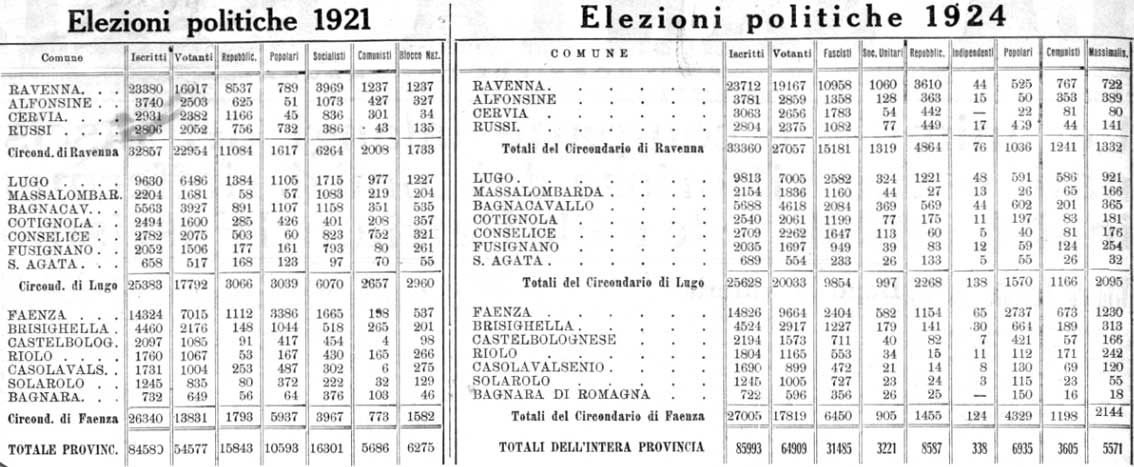 Elezioni politiche 1921
Comune Iscritti Votanti Repubblic. Popolari Socialisti Comunisti Blocco Naz.
RAVENNA. . . 23380 16017 8537 789 3969 1237 1237
ALFONSINE . . 3740 2503 625 51 1073 427 327
CERVIA. . . . 2931 2382 1166 45 836 301 34
RUSSI . . . . 2806 2052 756 732 386 43 135
Circond. di Ravenna 32857 22954 11084 1617 6264 2008 1733
LUGO . . . . 9630 6486 1384 1105 1715 977 1227
MASSALOMBAR. 2204 1681 58 57 1083 219 204
BAGNACAV. . . 5563 3927 891 1107 1158 351 535
COTIGNOLA . . 2494 1600 285 426 401 208 357
CONSELICE . . 2782 2075 503 60 823 752 321
FUSIGNANO . . 2052 1506 177 161 793 80 261
S. AGATA . . . 658 517 168 123 97 70 55
Circond. di Lugo 25383 17792 3066 3039 6070 2657 2960
FAENZA . . . 14324 7015 1112 3386 1665 198 537
BRISIGHELLA . 4460 2176 148 1044 518 265 201
CASTELBOLOG. 2097 1085 91 417 454 4 98
RIOLO . . . . 1760 1067 53 167 430 165 266
CASOLAVALS. . 1731 1004 253 487 302 6 275
SOLAROLO . . 1245 835 80 372 222 32 129
BAGNARA. . . 732 649 56 64 376 103 46
Circond. di Faenza 26340 13831 1793 5937 3967 773 1582
TOTALE PROVINC. 84580 54577 15843 10593 16301 5686 6275
Elezioni politiche 1924
COMUNE Iscritti Votanti Fascisti Soc. Unitari Repubblic. Indipendenti Popolari Comunisti Massimalis.
RAVENNA . . . . . 23712 19167 10958 1060 3610 44 525 767 722
ALFONSINE . . . . . 3781 2859 1358 128 363 15 50 353 389
CERVIA . . . . . 3063 2656 1783 54 442 — 22 81 80
RUSSI. . . . . . 2804 2375 1082 77 449 17 439 44 141
Totali del Circondario di Ravenna 33360 27057 15181 1319 4864 76 1036 1241 1332
LUGO . . . . . . 9813 7005 2582 324 1221 48 591 586 921
MASSALOMBARDA . . . . 2154 1836 1160 44 27 13 26 65 166
BAGNACAVALLO . . . . 5688 4618 2084 369 569 44 602 201 365
COTIGNOLA . . . . . 2540 2061 1199 77 175 11 197 83 181
CONSELICE . . . . . 2709 2262 1647 113 60 5 40 81 176
FUSIGNANO . . . . . 2035 1697 949 39 83 12 59 124 254
S. AGATA . . . . . 689 554 233 26 133 5 55 26 32
Totali del Circondario di Lugo 25628 20033 9854 997 2268 138 1570 1166 2095
FAENZA . . . . . 14826 9664 2404 582 1154 65 2737 673 1230
BRISIGHELLA . . . . . 4524 2917 1227 179 141 30 664 189 313
CASTELBOLOGNESE . . . . 2194 1573 711 40 82 7 421 57 166
RIOLO . . . . . 1804 1165 553 34 15 11 112 171 242
CASOLAVALSENIO . . . . 1690 899 472 21 14 8 130 69 120
SOLAROLO . . . . . 1245 1005 727 23 24 3 115 23 55
BAGNARA DI ROMAGNA . . . 722 596 356 26 25 — 150 16 18
Totali del Circondario di Faenza 27005 17819 6450 905 1455 124 4329 1198 2144
TOTALI DELL'INTERA PROVINCIA 85993 64909 31485 3221 8587 338 6935 3605 5571